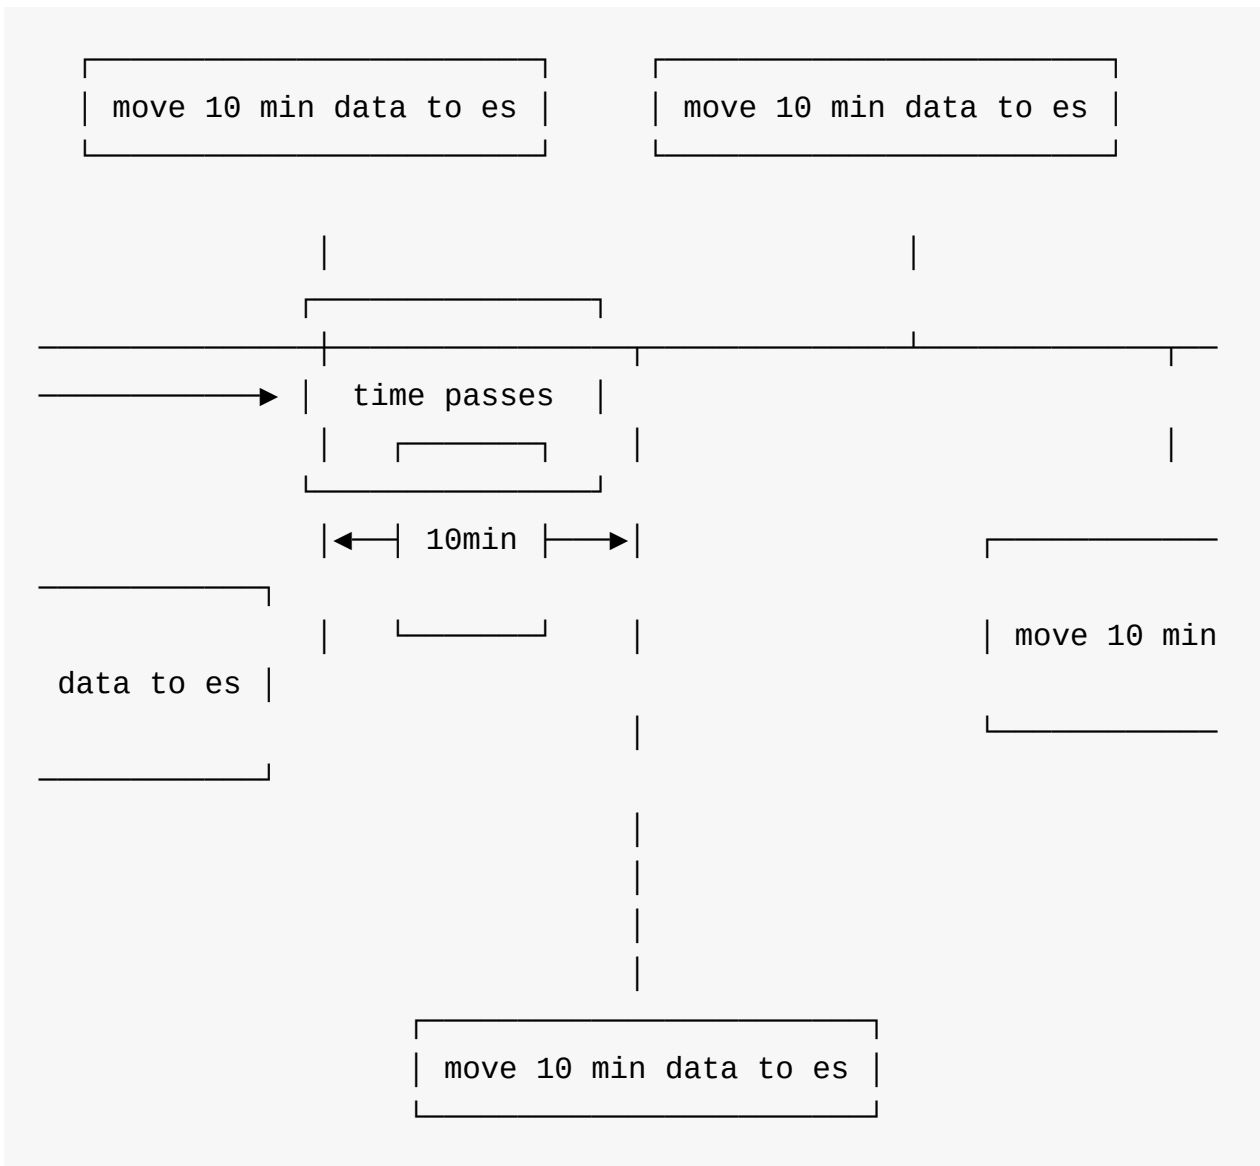 move 10 min data to es
move 10 min data to es
time passes
10min
move 10 min
data to es
move 10 min data to es